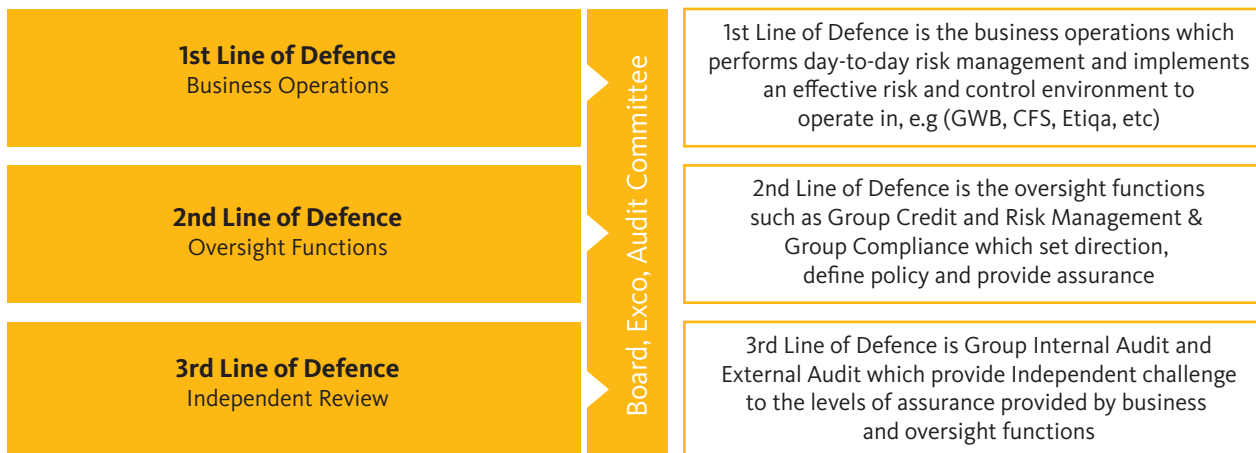 1st Line of Defence
Business Operations
2nd Line of Defence
Oversight Functions
3rd Line of Defence
Independent Review
Board, Exco, Audit Committee
1st Line of Defence is the business operations which
performs day-to-day risk management and implements
an effective risk and control environment to
operate in, e.g (GWB, CFS, Etiqa, etc)
2nd Line of Defence is the oversight functions
such as Group Credit and Risk Management &
Group Compliance which set direction,
define policy and provide assurance
3rd Line of Defence is Group Internal Audit and
External Audit which provide Independent challenge
to the levels of assurance provided by business
and oversight functions